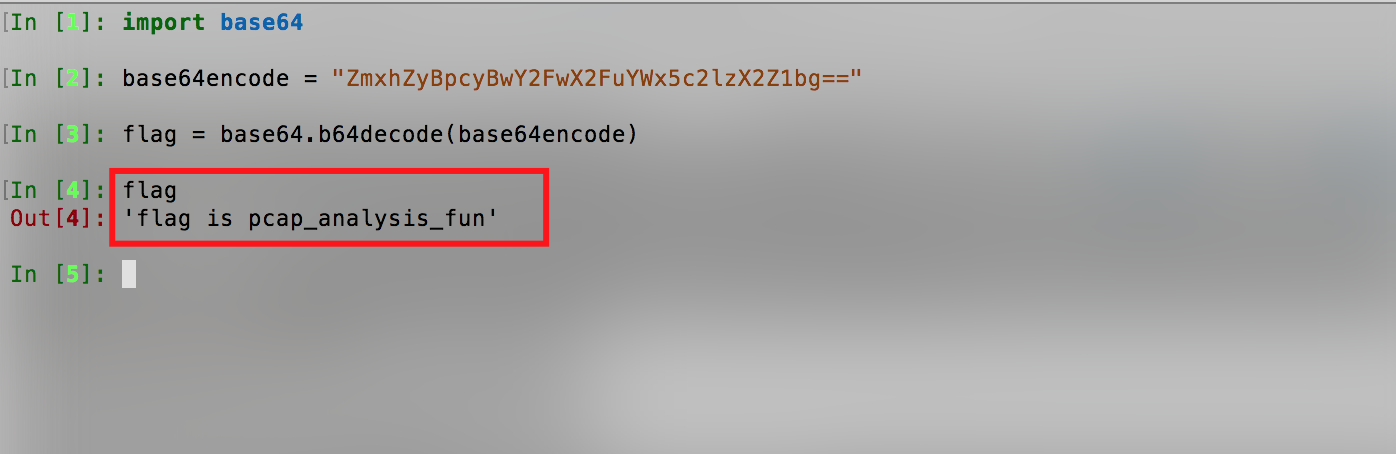 In [1]: import base64
In [2]: base64encode = "ZmxhZyBpcyBwY2FwX2FuYWx5c2lzX2Z1bg=="
In [3]: flag = base64.b64decode(base64encode)
In [4]: flag
Out[4]: 'flag is pcap_analysis_fun'
In [5]: